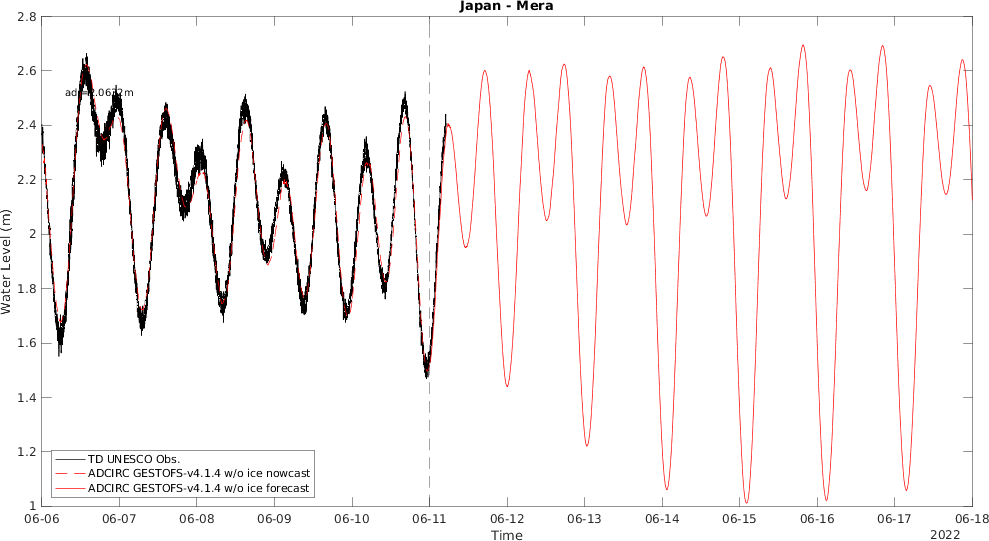 Japan - Mera
Water Level (m)
2.8
2.6
2.4
2.2
2
1.8
1.6
1.4
1.2
1
TD UNESCO Obs.
ADCIRC GESTOFS-v4.1.4 w/o ice nowcast
ADCIRC GESTOFS-v4.1.4 w/o ice forecast
06-06 06-07 06-08 06-09 06-10 06-11 06-12 06-13 06-14 06-15 06-16 06-17 06-18
Time
2022